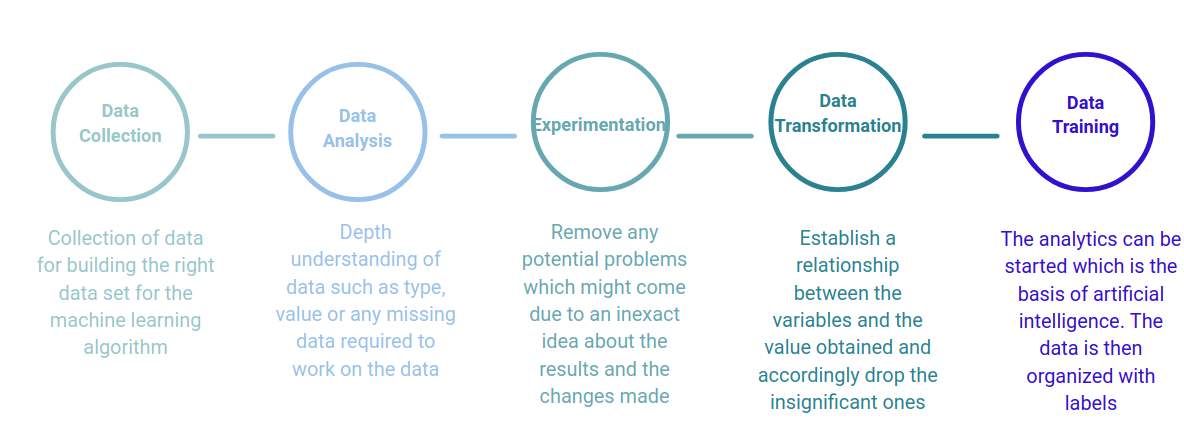 Data
Collection
Data
Analysis
Experimentation
Data
Transformation
Data
Training
Collection of data
for building the right
data set for the
machine learning
algorithm
Depth
understanding of
data such as type,
value or any missing
data required to
work on the data
Remove any
potential problems
which might come
due to an inexact
idea about the
results and the
changes made
Establish a
relationship
between the
variables and the
value obtained and
accordingly drop the
insignificant ones
The analytics can be
started which is the
basis of artificial
intelligence. The
data is then
organized with
labels